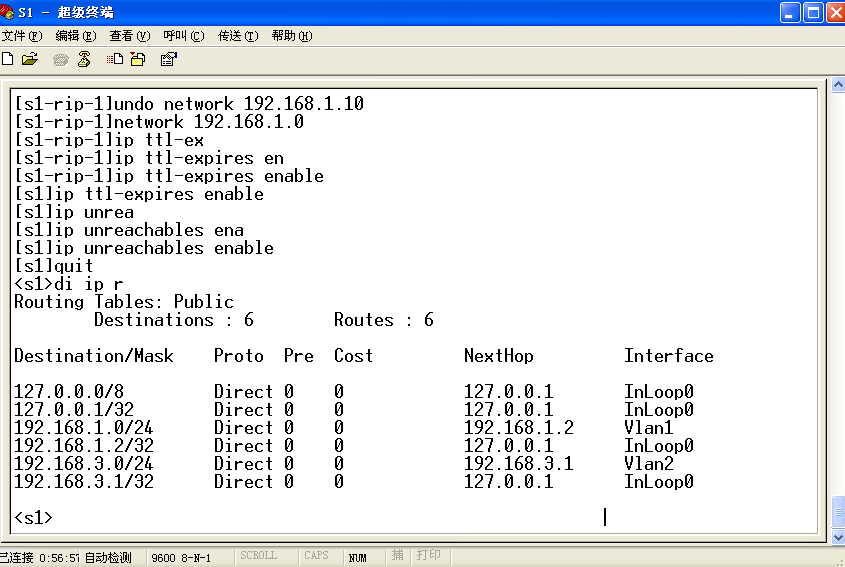 S1 - 超级终端
文件(F) 编辑(E) 查看(V) 呼叫(C) 传送(T) 帮助(H)
[s1-rip-1]undo network 192.168.1.10
[s1-rip-1]network 192.168.1.0
[s1-rip-1]ip ttl-ex
[s1-rip-1]ip ttl-expires en
[s1-rip-1]ip ttl-expires enable
[s1]ip ttl-expires enable
[s1]ip unrea
[s1]ip unreachables ena
[s1]ip unreachables enable
[s1]quit
<s1>di ip r
Routing Tables: Public
Destinations : 6 Routes : 6
Destination/Mask Proto Pre Cost NextHop Interface
127.0.0.0/8 Direct 0 0 127.0.0.1 InLoop0
127.0.0.1/32 Direct 0 0 127.0.0.1 InLoop0
192.168.1.0/24 Direct 0 0 192.168.1.2 Vlan1
192.168.1.2/32 Direct 0 0 127.0.0.1 InLoop0
192.168.3.0/24 Direct 0 0 192.168.3.1 Vlan2
192.168.3.1/32 Direct 0 0 127.0.0.1 InLoop0
<s1>
已连接 0:56:57 自动检测 9600 8-N-1 SCROLL CAPS NUM 捕 打印